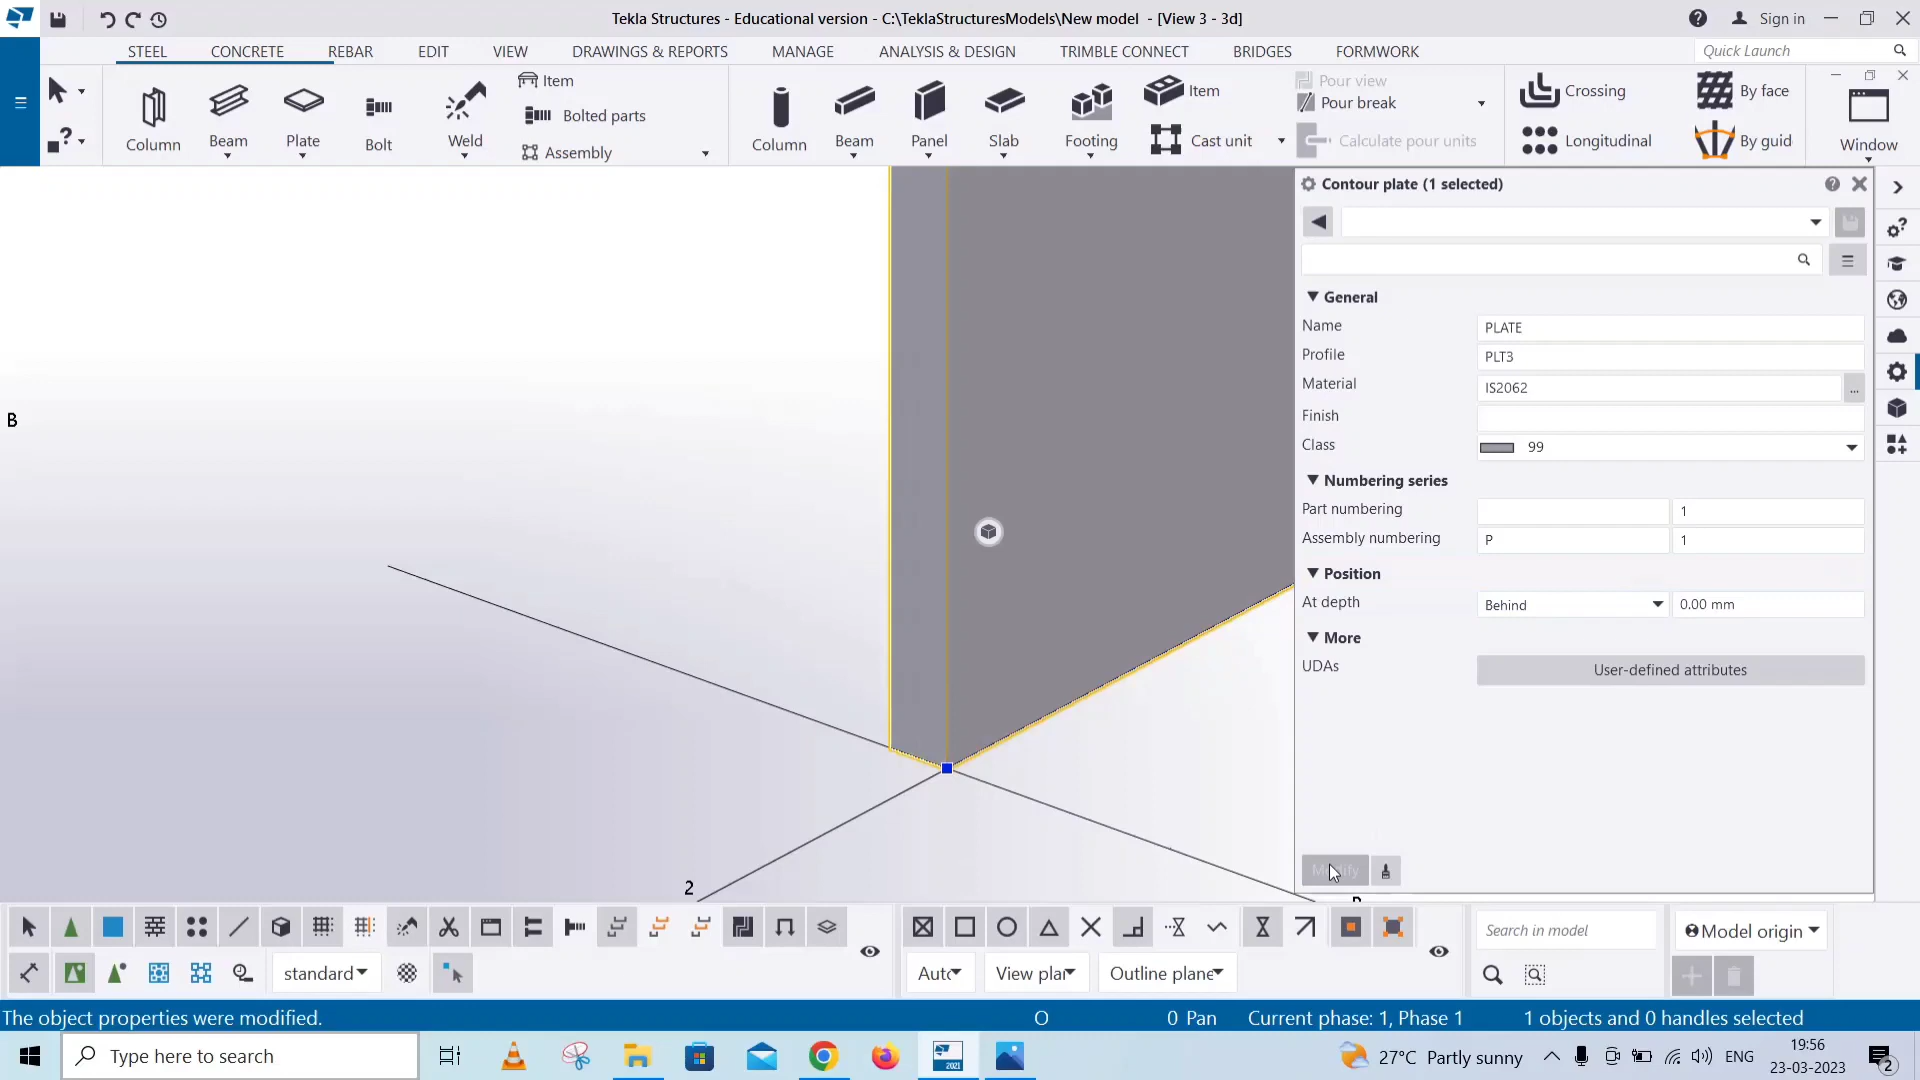 Tekla Structures - Educational version - C:\TeklaStructuresModels\New model - [View 3 - 3d]
Sign in
STEEL CONCRETE REBAR EDIT VIEW DRAWINGS & REPORTS MANAGE ANALYSIS & DESIGN TRIMBLE CONNECT BRIDGES FORMWORK
Quick Launch
Column
Beam
Plate
Bolt
Weld
Item
Bolted parts
Assembly
Column
Beam
Panel
Slab
Footing
Item
Cast unit
Pour view
Pour break
Calculate pour units
Crossing
Longitudinal
By face
By guid
Window
Contour plate (1 selected)
General
Name PLATE
Profile PLT3
Material IS2062 ...
Finish
Class 99
Numbering series
Part numbering 1
Assembly numbering P 1
Position
At depth Behind 0.00 mm
More
UDAs User-defined attributes
Modify
B
2
standard
Auto
View plan
Outline plane
Search in model
Model origin
The object properties were modified.
O
0 Pan
Current phase: 1, Phase 1
1 objects and 0 handles selected
Type here to search
2021
27°C Partly sunny
ENG
19:56
23-03-2023
2